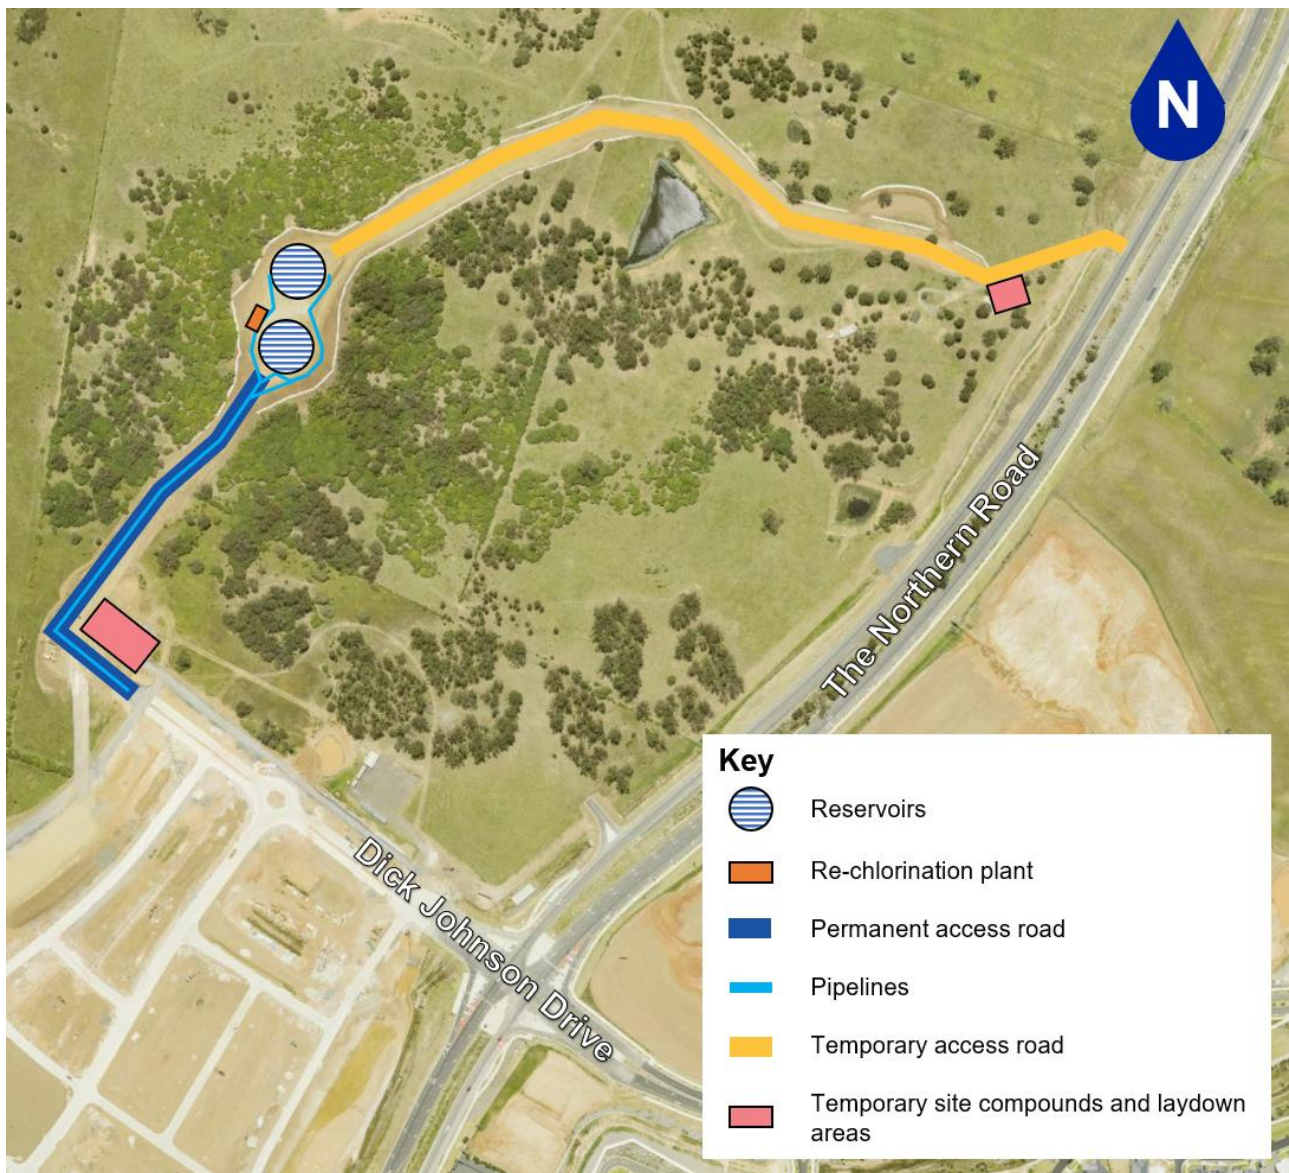 N
The Northern Road
Dick Johnson Drive
Key
Reservoirs
Re-chlorination plant
Permanent access road
Pipelines
Temporary access road
Temporary site compounds and laydown
areas